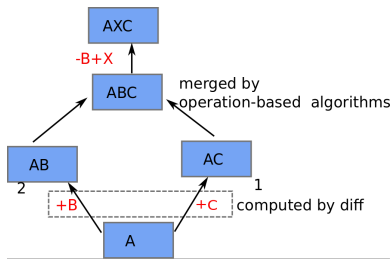 AXC
-B+X
ABC
merged by
operation-based algorithms
AB
AC
2
1
+B
+C
computed by diff
A